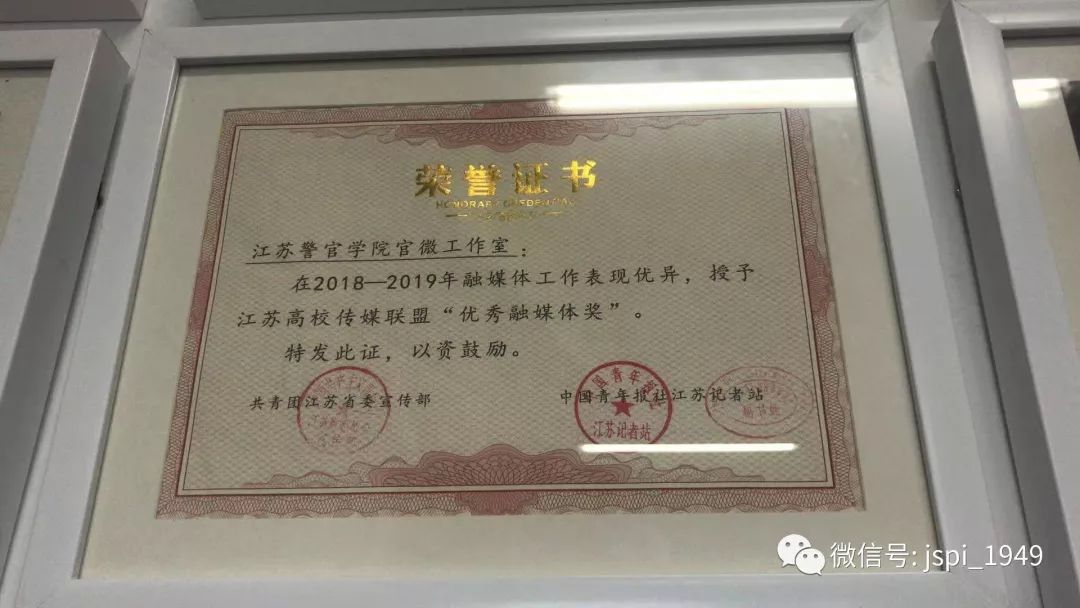 荣誉证书
江苏警官学院官微工作室：
在2018—2019年融媒体工作表现优异，授予
江苏高校传媒联盟“优秀融媒体奖”。
特发此证，以资鼓励。
共青团江苏省委宣传部
中国青年报社江苏记者站
江苏记者站
微信号: jspi_1949